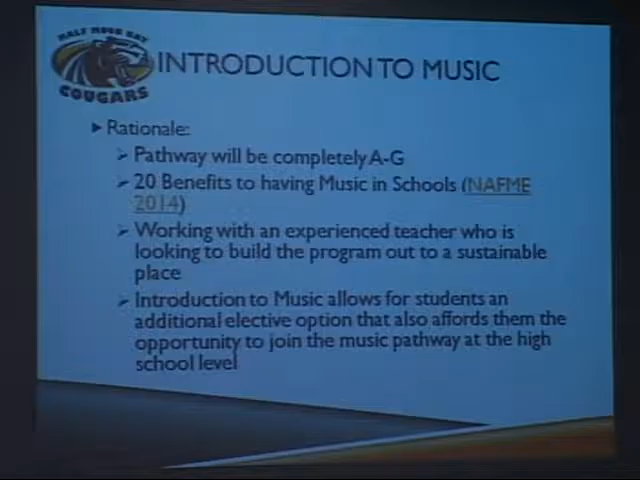 HALF MOON BAY
COUGARS
INTRODUCTION TO MUSIC
Rationale:
Pathway will be completely A-G
20 Benefits to having Music in Schools (NAFME
2014)
Working with an experienced teacher who is
looking to build the program out to a sustainable
place
Introduction to Music allows for students an
additional elective option that also affords them the
opportunity to join the music pathway at the high
school level